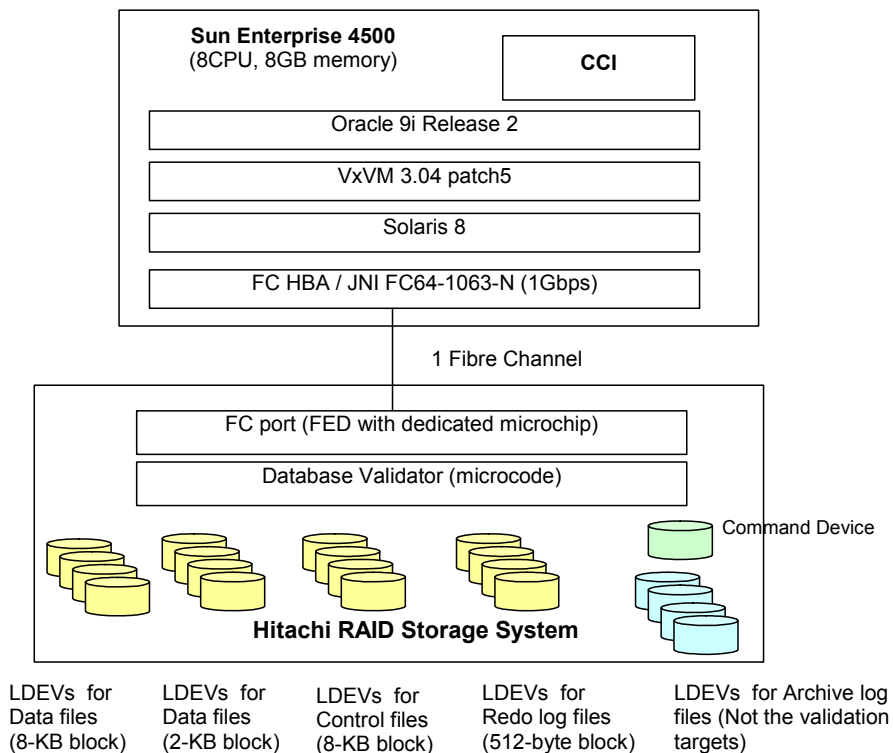 Sun Enterprise 4500
(8CPU, 8GB memory)
CCI
Oracle 9i Release 2
VxVM 3.04 patch5
Solaris 8
FC HBA / JNI FC64-1063-N (1Gbps)
1 Fibre Channel
FC port (FED with dedicated microchip)
Database Validator (microcode)
Command Device
Hitachi RAID Storage System
LDEVs for
Data files
(8-KB block)
LDEVs for
Data files
(2-KB block)
LDEVs for
Control files
(8-KB block)
LDEVs for
Redo log files
(512-byte block)
LDEVs for Archive log
files (Not the validation
targets)